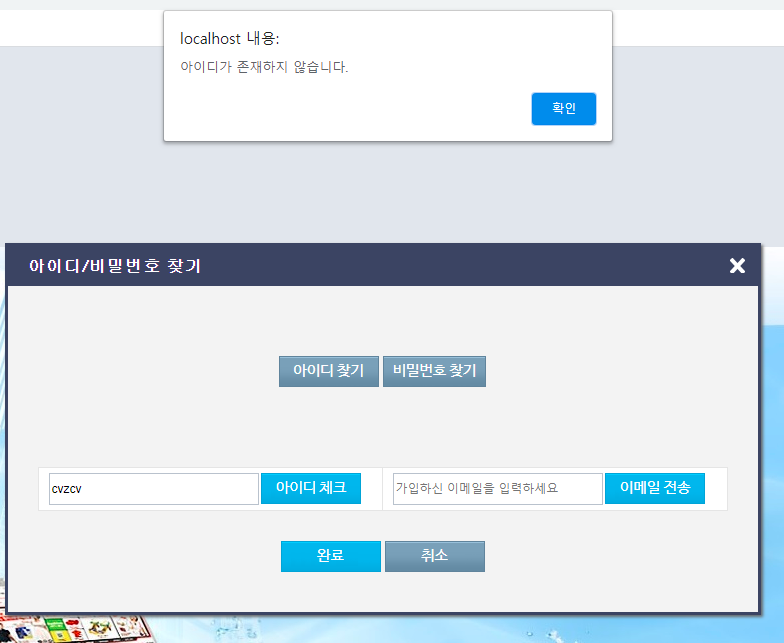 localhost 내용:
아이디가 존재하지 않습니다.
확인
아이디/비밀번호 찾기
아이디 찾기 비밀번호 찾기
cvzcv 아이디 체크 가입하신 이메일을 입력하세요 이메일 전송
완료 취소